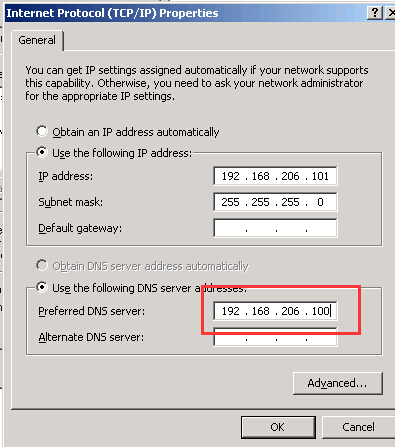 Internet Protocol (TCP/IP) Properties
General
You can get IP settings assigned automatically if your network supports
this capability. Otherwise, you need to ask your network administrator
for the appropriate IP settings.
Obtain an IP address automatically
Use the following IP address:
IP address: 192 . 168 . 206 . 101
Subnet mask: 255 . 255 . 255 . 0
Default gateway: . . .
Obtain DNS server address automatically
Use the following DNS server addresses:
Preferred DNS server: 192 . 168 . 206 . 100
Alternate DNS server: . . .
Advanced...
OK Cancel